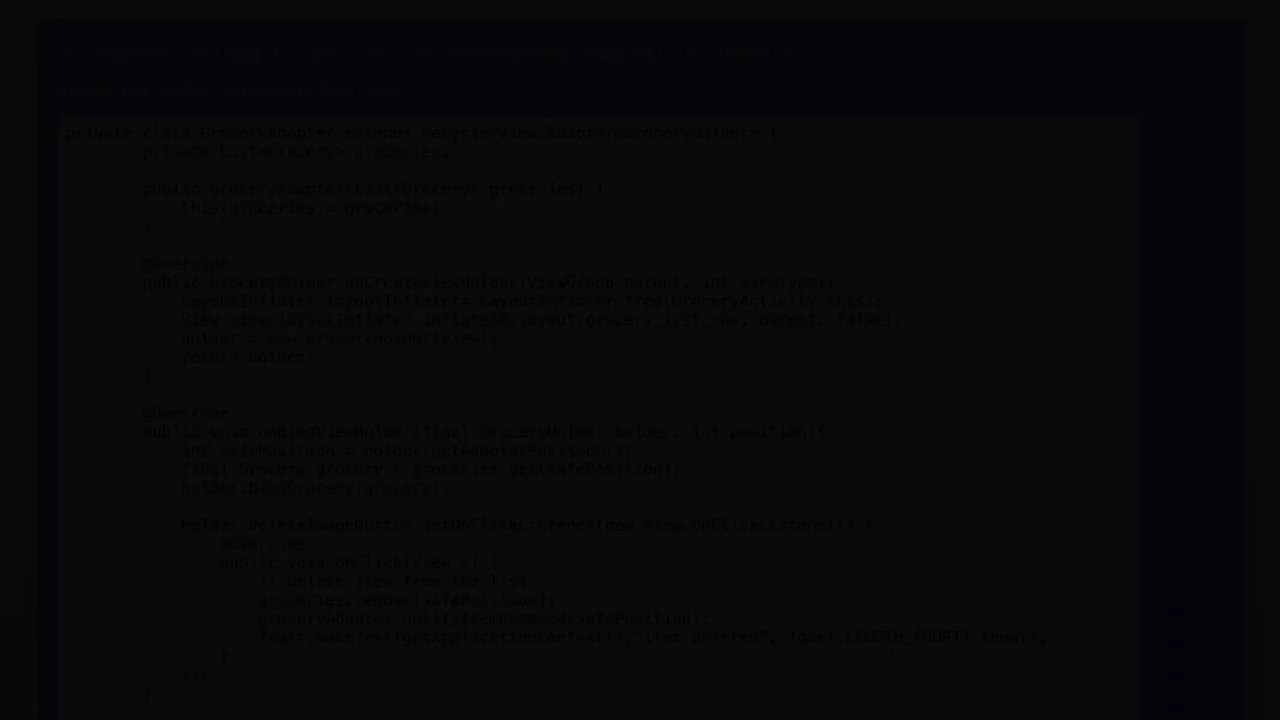 private class GroceryAdapter extends RecyclerView.Adapter<GroceryHolder> {
private List<Grocery> groceries;
public GroceryAdapter(List<Grocery> groceries) {
this.groceries = groceries;
}
@Override
public GroceryHolder onCreateViewHolder(ViewGroup parent, int viewType){
LayoutInflater layoutInflater= LayoutInflater.from(GroceryActivity.this);
View view=layoutInflater.inflate(R.layout.grocery_list_row, parent, false);
holder = new GroceryHolder(view);
return holder;
}
@Override
public void onBindViewHolder(final GroceryHolder holder, int position){
int safePosition = holder.getAdapterPosition();
final Grocery grocery = groceries.get(safePosition);
holder.bindGrocery(grocery);
holder.deleteImageButton.setOnClickListener(new View.OnClickListener() {
@Override
public void onClick(View v) {
// delete item from the list
groceries.remove(safePosition);
groceryAdapter.notifyItemRemoved(safePosition);
Toast.makeText(getApplicationContext(),"Item deleted", Toast.LENGTH_SHORT).show();
}
});
}